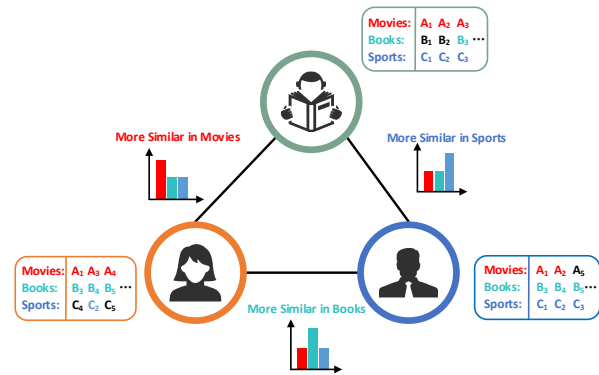 Movies: A₁ A₂ A₃
Books: B₁ B₂ B₃ ...
Sports: C₁ C₂ C₃
More Similar in Movies
More Similar in Sports
Movies: A₁ A₃ A₄
Books: B₃ B₄ B₅ ...
Sports: C₄ C₂ C₅
Movies: A₁ A₂ A₅
Books: B₃ B₄ B₅ ...
Sports: C₁ C₂ C₃
More Similar in Books